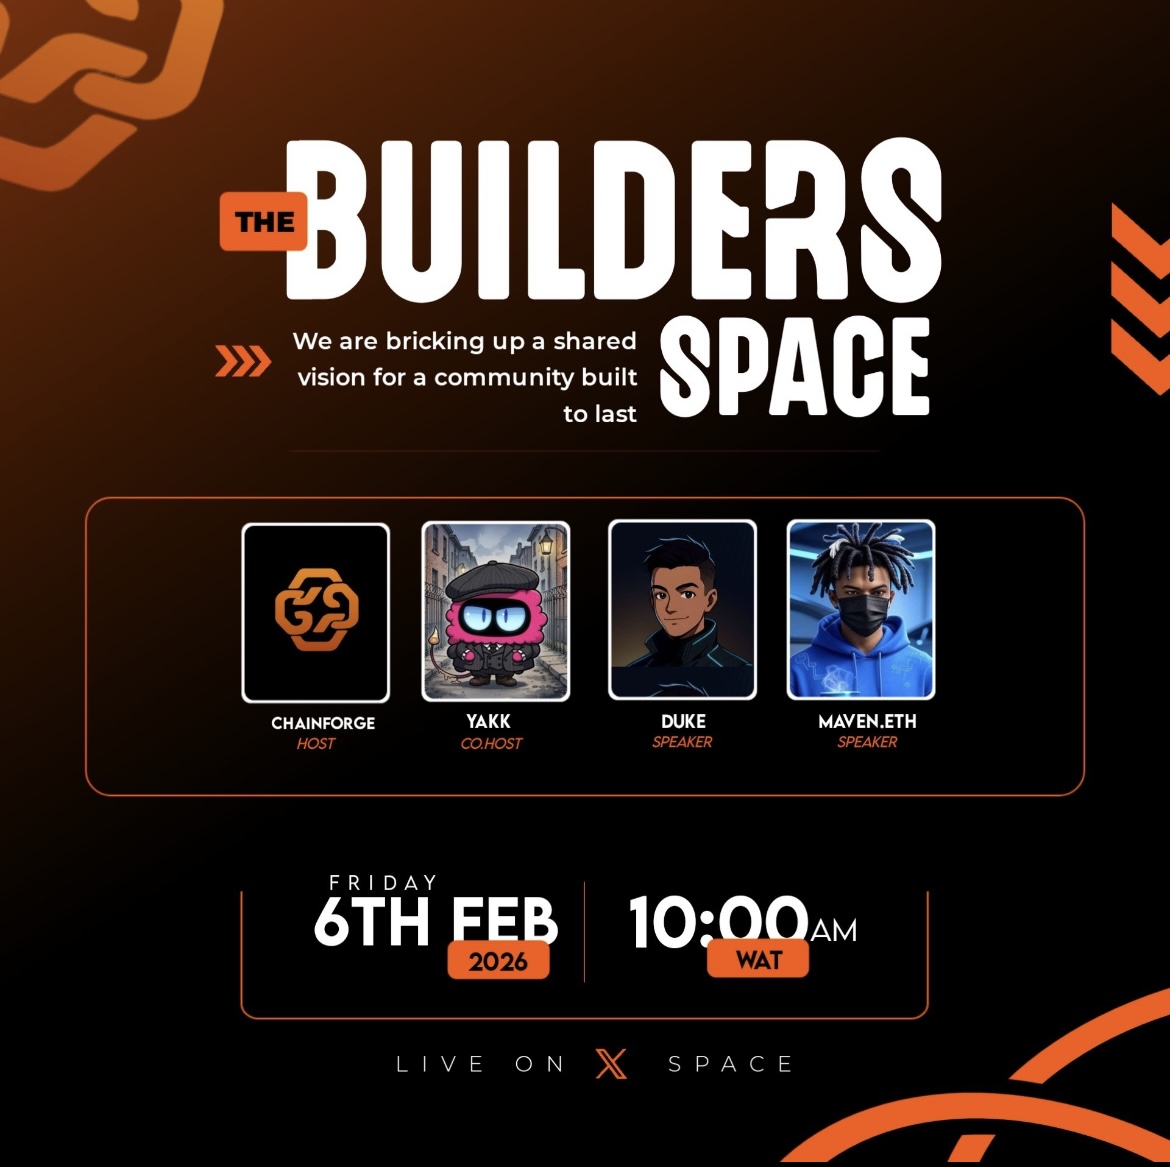 THE
BUILDERS
SPACE
We are bricking up a shared
vision for a community built
to last
CHAINFORGE
HOST
YAKK
CO.HOST
DUKE
SPEAKER
MAVEN.ETH
SPEAKER
FRIDAY
6TH FEB
2026
10:00AM
WAT
LIVE ON X SPACE